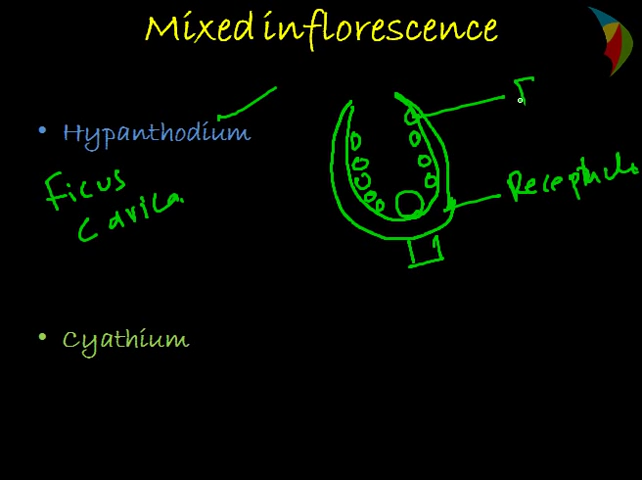 Mixed inflorescence
• Hypanthodium
Ficus
Carica
Receptacle
• Cyathium